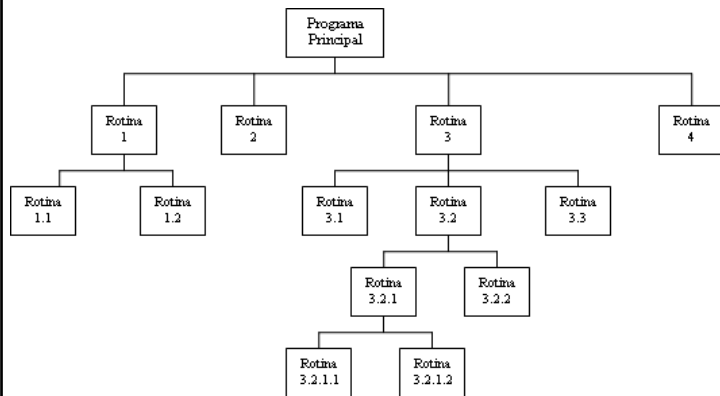 Programa
Principal
Rotina
1
Rotina
2
Rotina
3
Rotina
4
Rotina
1.1
Rotina
1.2
Rotina
3.1
Rotina
3.2
Rotina
3.3
Rotina
3.2.1
Rotina
3.2.2
Rotina
3.2.1.1
Rotina
3.2.1.2